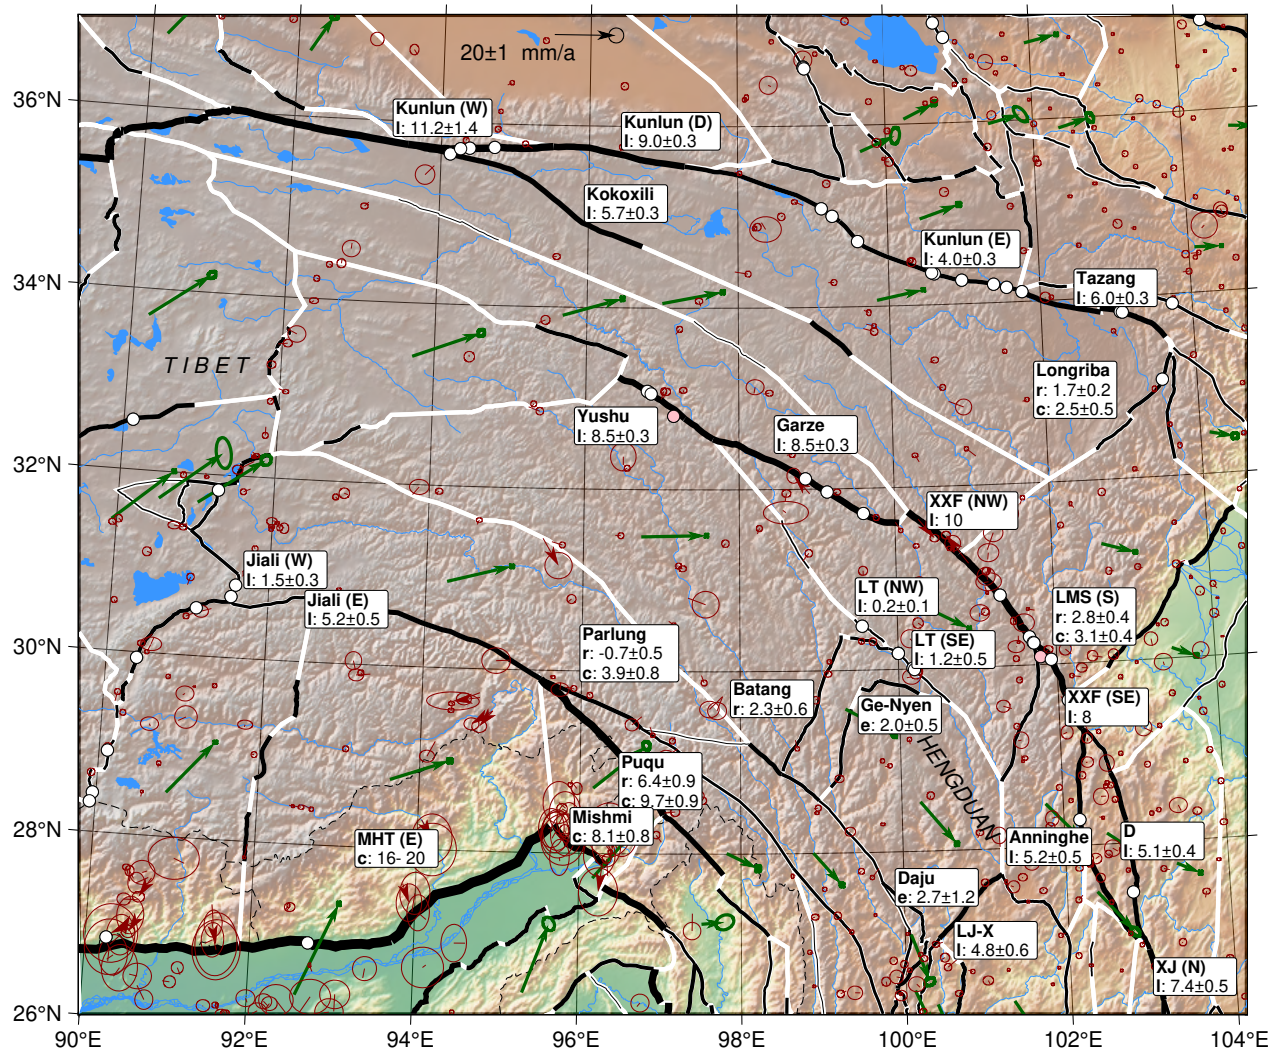 20±1 mm/a
36°N
Kunlun (W)
l: 11.2±1.4
Kunlun (D)
l: 9.0±0.3
Kokoxili
l: 5.7±0.3
Kunlun (E)
l: 4.0±0.3
34°N
Tazang
l: 6.0±0.3
TIBET
Longriba
r: 1.7±0.2
c: 2.5±0.5
Yushu
l: 8.5±0.3
Garze
l: 8.5±0.3
32°N
XXF (NW)
l: 10
Jiali (W)
l: 1.5±0.3
Jiali (E)
l: 5.2±0.5
LT (NW)
l: 0.2±0.1
LMS (S)
r: 2.8±0.4
c: 3.1±0.4
30°N
Parlung
r: -0.7±0.5
c: 3.9±0.8
LT (SE)
l: 1.2±0.5
Batang
r: 2.3±0.6
Ge-Nyen
e: 2.0±0.5
XXF (SE)
l: 8
HENGDUAN
Puqu
r: 6.4±0.9
c: 9.7±0.9
28°N
Mishmi
c: 8.1±0.8
MHT (E)
c: 16- 20
Anninghe
l: 5.2±0.5
D
l: 5.1±0.4
Daju
e: 2.7±1.2
LJ-X
l: 4.8±0.6
XJ (N)
l: 7.4±0.5
26°N
90°E
92°E
94°E
96°E
98°E
100°E
102°E
104°E